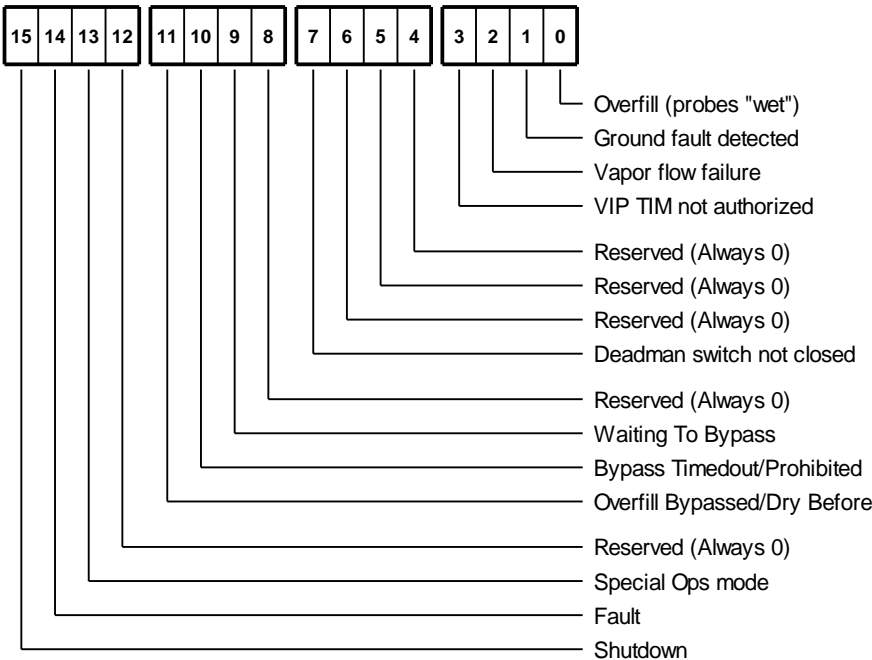 15 14 13 12 11 10 9 8 7 6 5 4 3 2 1 0
Overfill (probes "wet")
Ground fault detected
Vapor flow failure
VIP TIM not authorized
Reserved (Always 0)
Reserved (Always 0)
Reserved (Always 0)
Deadman switch not closed
Reserved (Always 0)
Waiting To Bypass
Bypass Timedout/Prohibited
Overfill Bypassed/Dry Before
Reserved (Always 0)
Special Ops mode
Fault
Shutdown